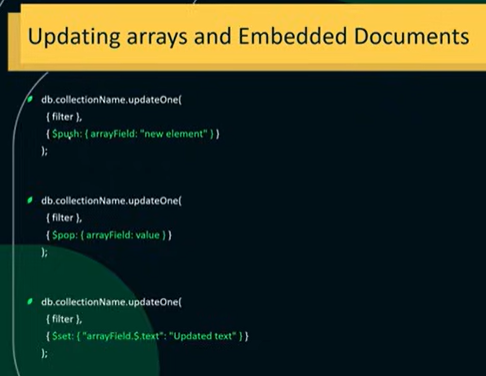 Updating arrays and Embedded Documents
db.collectionName.updateOne(
{ filter },
{ $push: { arrayField: "new element" } }
);
db.collectionName.updateOne(
{ filter },
{ $pop: { arrayField: value } }
);
db.collectionName.updateOne(
{ filter },
{ $set: { "arrayField.$.text": "Updated text" } }
);